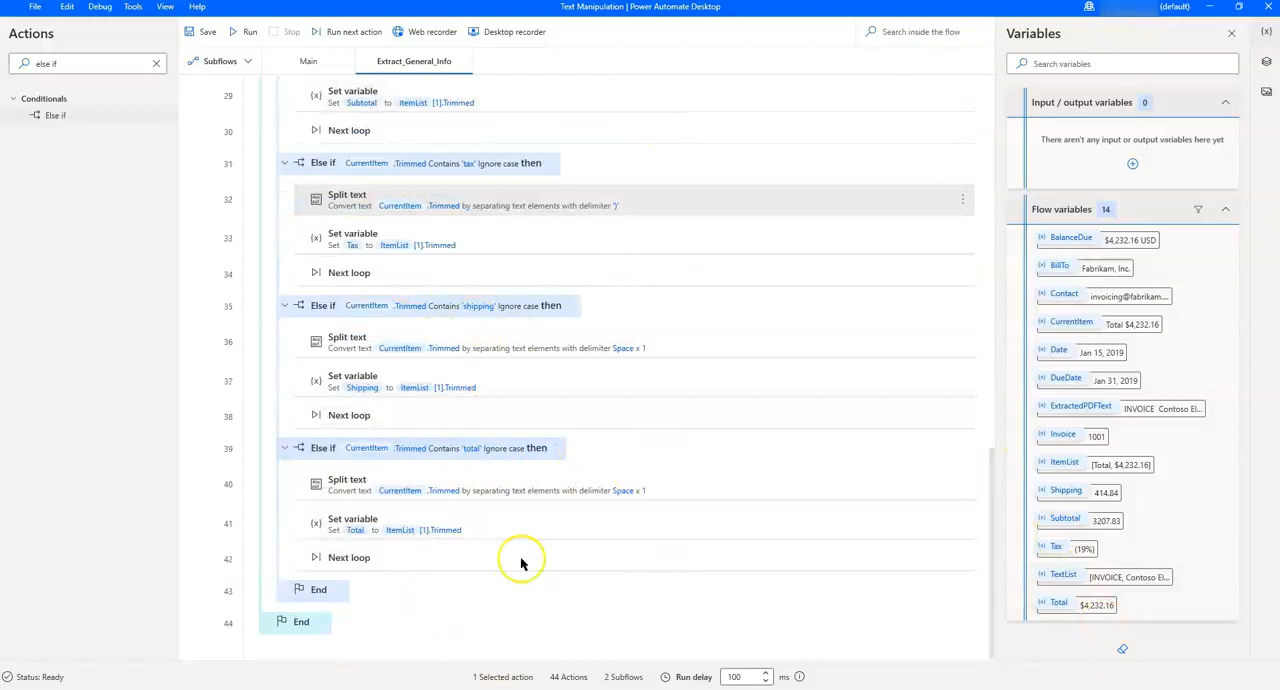 File Edit Debug Tools View Help
Text Manipulation | Power Automate Desktop
(default)
Actions
else if
Conditionals
Else if
Save Run Stop Run next action Web recorder Desktop recorder
Search inside the flow
Subflows Main Extract_General_Info
29 Set variable
Set Subtotal to ItemList [1].Trimmed
30 Next loop
31 Else if CurrentItem .Trimmed Contains 'tax' Ignore case then
32 Split text
Convert text CurrentItem .Trimmed by separating text elements with delimiter ')'
33 Set variable
Set Tax to ItemList [1].Trimmed
34 Next loop
35 Else if CurrentItem .Trimmed Contains 'shipping' Ignore case then
36 Split text
Convert text CurrentItem .Trimmed by separating text elements with delimiter Space x 1
37 Set variable
Set Shipping to ItemList [1].Trimmed
38 Next loop
39 Else if CurrentItem .Trimmed Contains 'total' Ignore case then
40 Split text
Convert text CurrentItem .Trimmed by separating text elements with delimiter Space x 1
41 Set variable
Set Total to ItemList [1].Trimmed
42 Next loop
43 End
44 End
Variables
Search variables
Input / output variables 0
There aren't any input or output variables here yet
Flow variables 14
BalanceDue $4,232.16 USD
BillTo Fabrikam, Inc.
Contact invoicing@fabrikam....
CurrentItem Total $4,232.16
Date Jan 15, 2019
DueDate Jan 31, 2019
ExtractedPDFText INVOICE Contoso El...
Invoice 1001
ItemList [Total, $4,232.16]
Shipping 414.84
Subtotal 3207.83
Tax (19%)
TextList [INVOICE, Contoso El...
Total $4,232.16
Status: Ready 1 Selected action 44 Actions 2 Subflows Run delay 100 ms